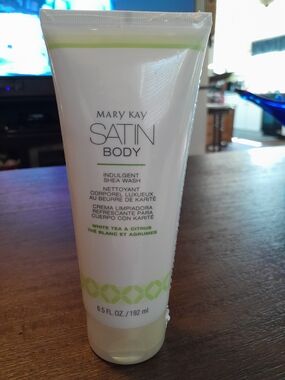 MARY KAY
SATIN
BODY
INDULGENT
SHEA WASH
NETTOYANT
CORPOREL LUXUEUX
AU BEURRE DE KARITÉ
CREMA LIMPIADORA
REFRESCANTE PARA
CUERPO CON KARITÉ
WHITE TEA & CITRUS
THÉ BLANC ET AGRUMES
6.5 FL. OZ. / 192 ml